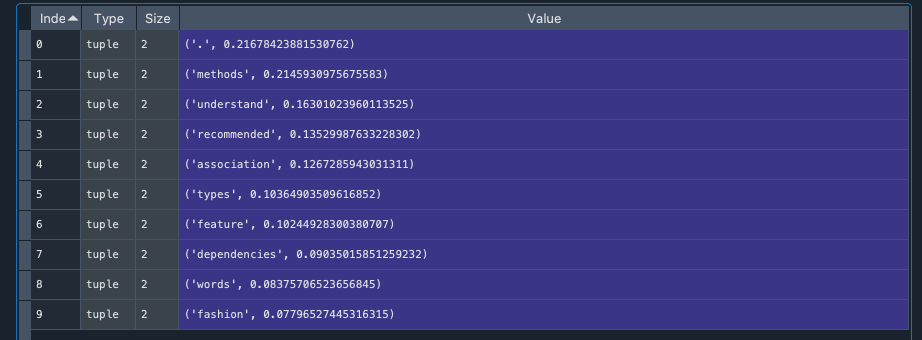 Inde Type Size Value
0 tuple 2 ('.', 0.21678423881530762)
1 tuple 2 ('methods', 0.2145930975675583)
2 tuple 2 ('understand', 0.16301023960113525)
3 tuple 2 ('recommended', 0.13529987633228302)
4 tuple 2 ('association', 0.1267285943031311)
5 tuple 2 ('types', 0.10364903509616852)
6 tuple 2 ('feature', 0.10244928300380707)
7 tuple 2 ('dependencies', 0.09035015851259232)
8 tuple 2 ('words', 0.08375706523656845)
9 tuple 2 ('fashion', 0.07796527445316315)